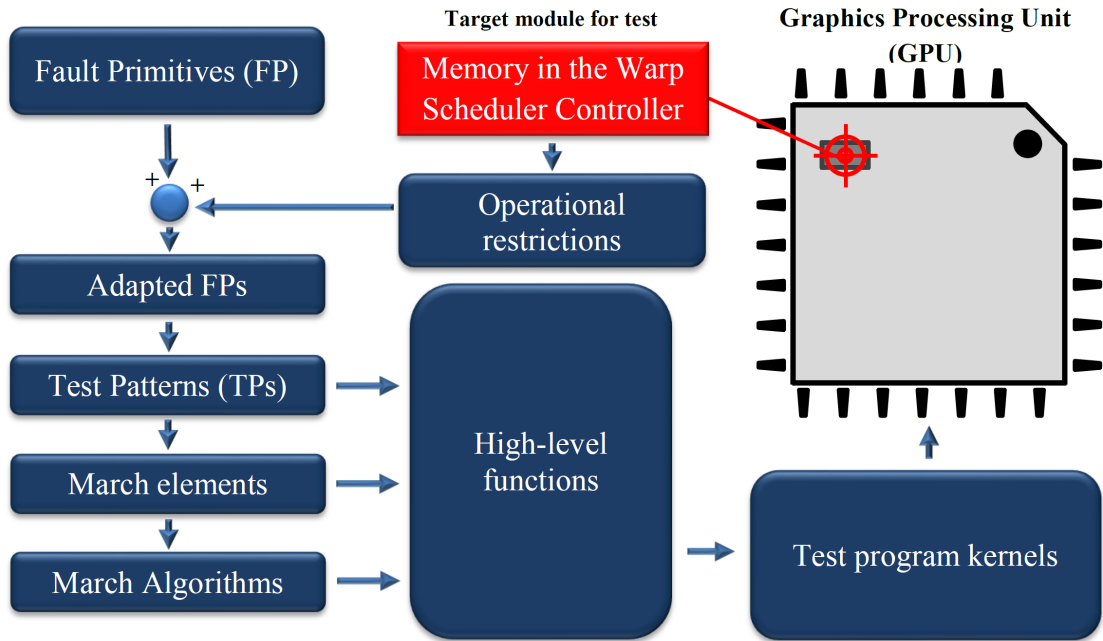 Target module for test
Graphics Processing Unit
(GPU)
Fault Primitives (FP)
Memory in the Warp
Scheduler Controller
+ +
Operational
restrictions
Adapted FPs
Test Patterns (TPs)
High-level
functions
March elements
March Algorithms
Test program kernels